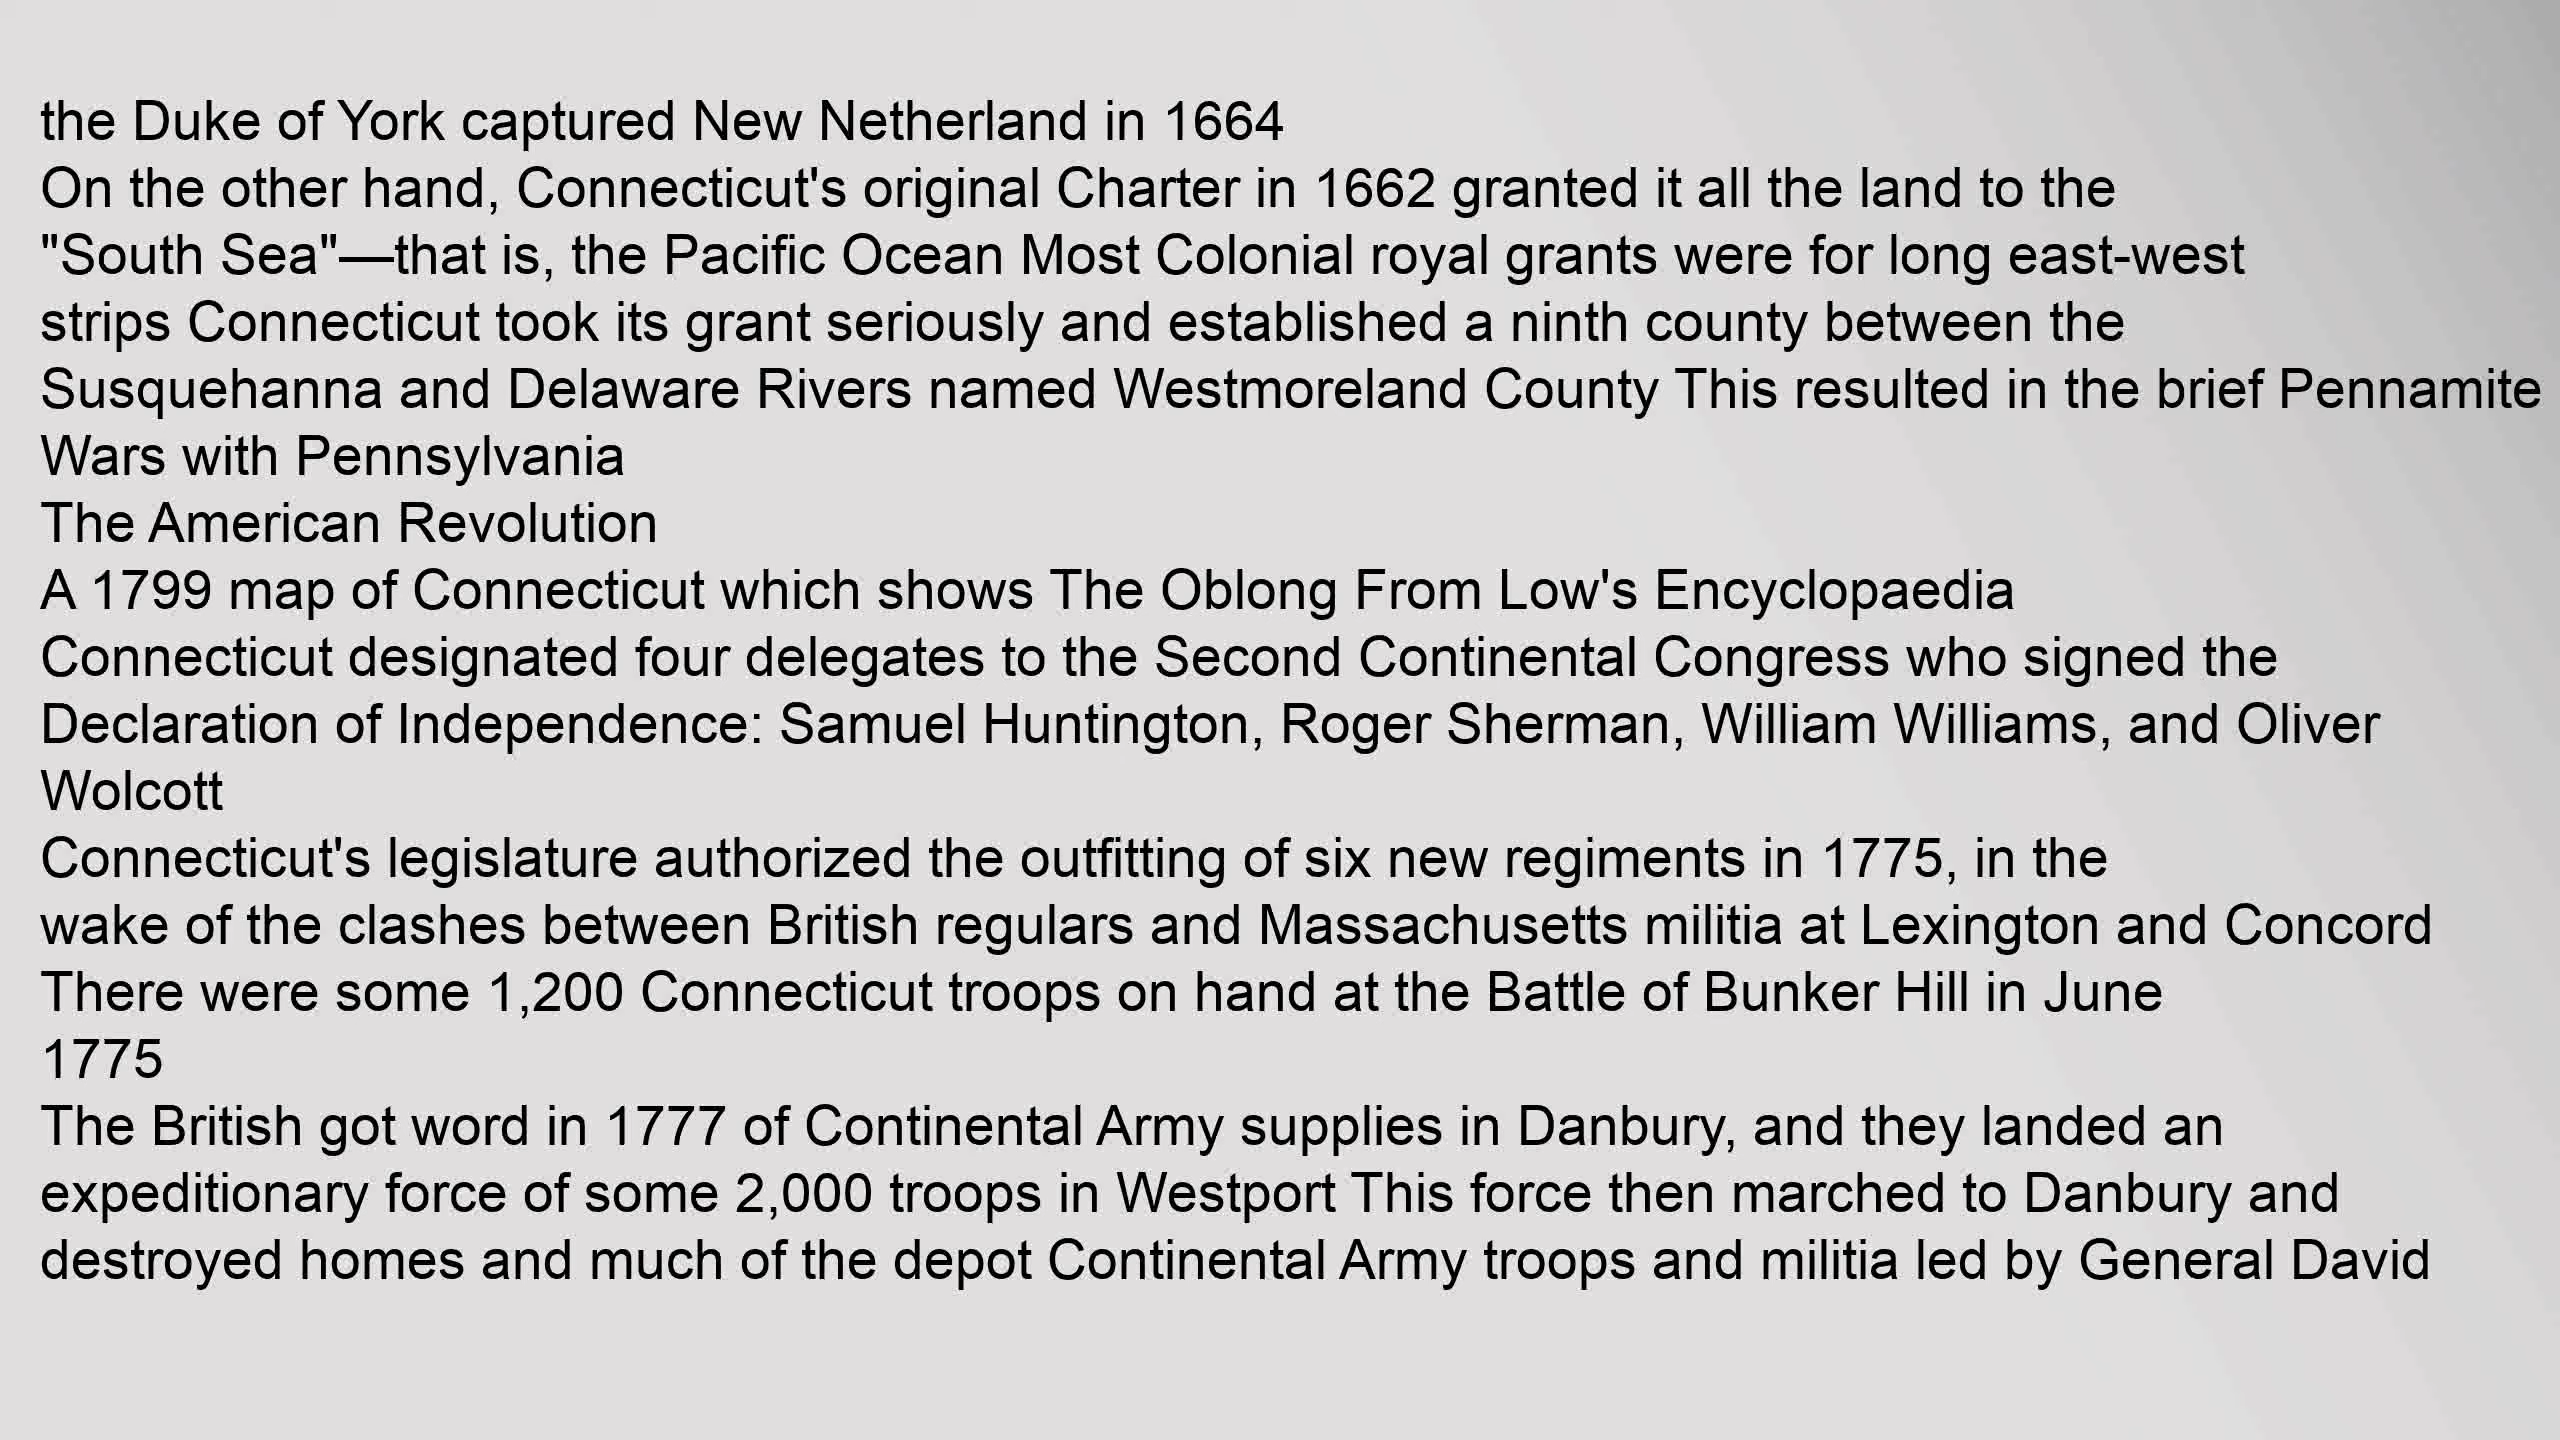 the Duke of York captured New Netherland in 1664
On the other hand, Connecticut's original Charter in 1662 granted it all the land to the
"South Sea"—that is, the Pacific Ocean Most Colonial royal grants were for long east-west
strips Connecticut took its grant seriously and established a ninth county between the
Susquehanna and Delaware Rivers named Westmoreland County This resulted in the brief Pennamite
Wars with Pennsylvania
The American Revolution
A 1799 map of Connecticut which shows The Oblong From Low's Encyclopaedia
Connecticut designated four delegates to the Second Continental Congress who signed the
Declaration of Independence: Samuel Huntington, Roger Sherman, William Williams, and Oliver
Wolcott
Connecticut's legislature authorized the outfitting of six new regiments in 1775, in the
wake of the clashes between British regulars and Massachusetts militia at Lexington and Concord
There were some 1,200 Connecticut troops on hand at the Battle of Bunker Hill in June
1775
The British got word in 1777 of Continental Army supplies in Danbury, and they landed an
expeditionary force of some 2,000 troops in Westport This force then marched to Danbury and
destroyed homes and much of the depot Continental Army troops and militia led by General David